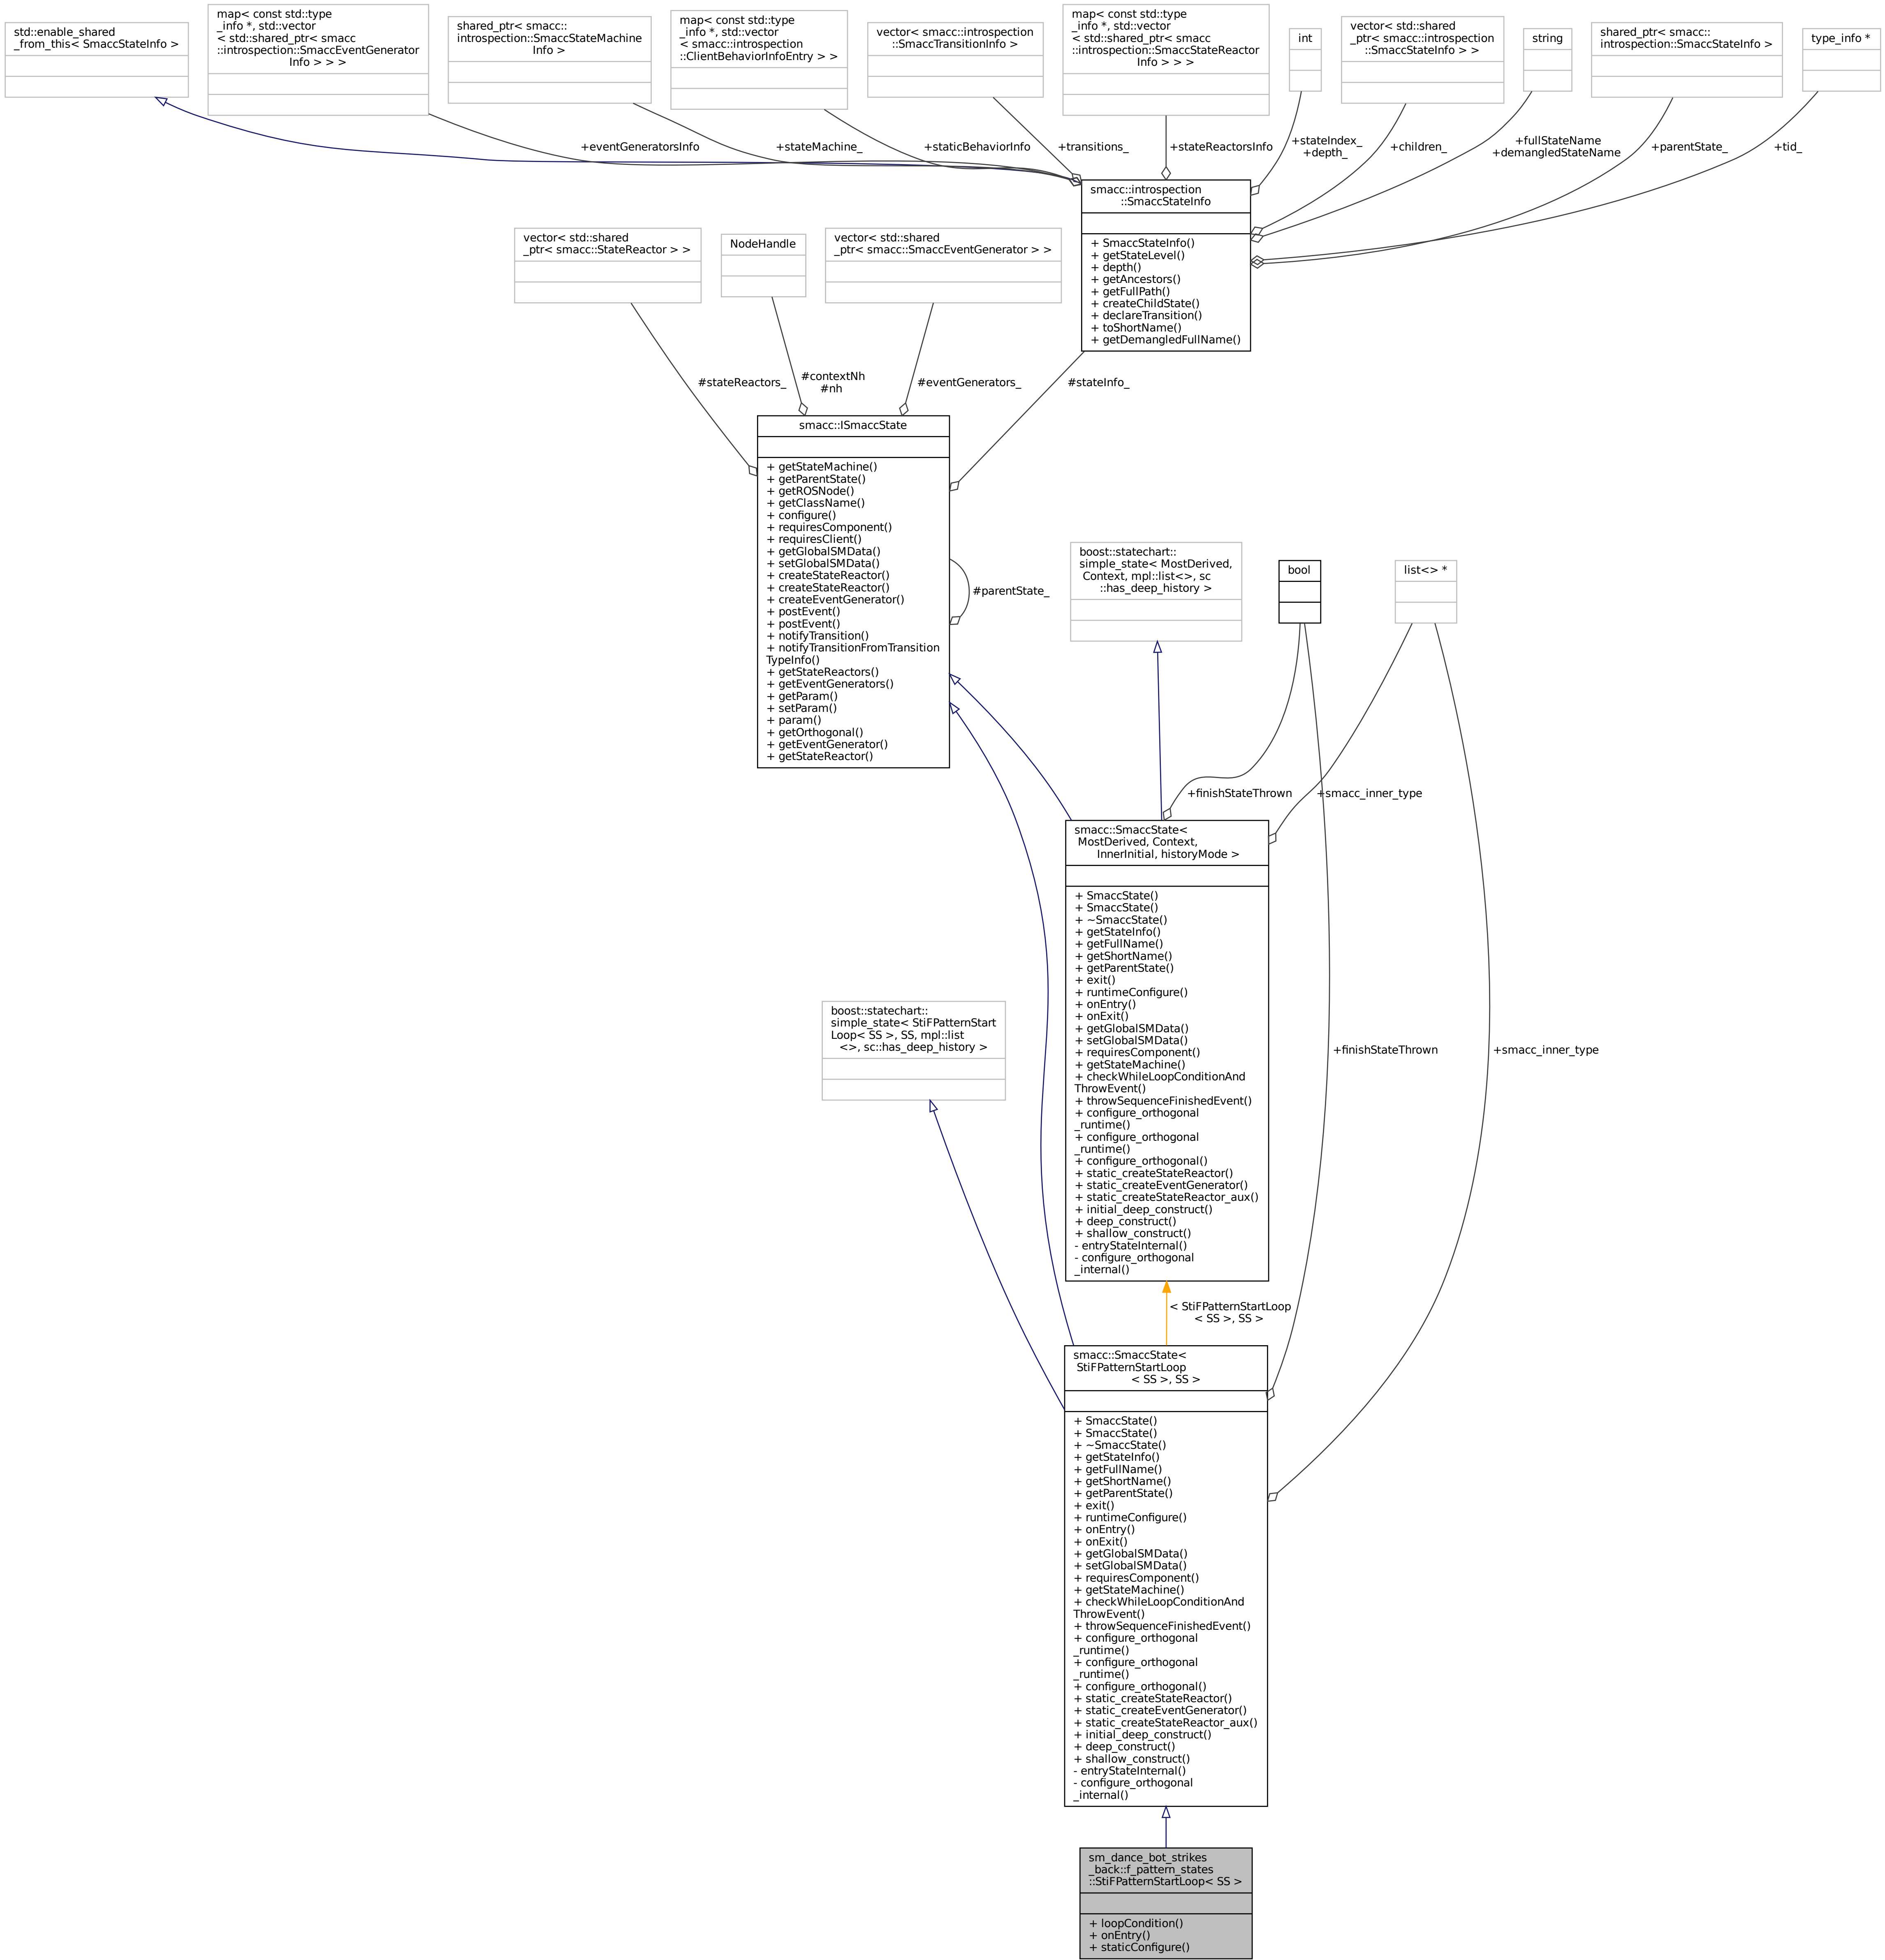 std::enable_shared
_from_this< SmaccStateInfo >
map< const std::type
_info *, std::vector
< std::shared_ptr< smacc
::introspection::SmaccEventGenerator
Info > > >
shared_ptr< smacc::
introspection::SmaccStateMachine
Info >
map< const std::type
_info *, std::vector
< smacc::introspection
::ClientBehaviorInfoEntry > >
vector< smacc::introspection
::SmaccTransitionInfo >
map< const std::type
_info *, std::vector
< std::shared_ptr< smacc
::introspection::SmaccStateReactor
Info > > >
int
vector< std::shared
_ptr< smacc::introspection
::SmaccStateInfo > >
string
shared_ptr< smacc::
introspection::SmaccStateInfo >
type_info *
+eventGeneratorsInfo
+stateMachine_
+staticBehaviorInfo
+transitions_
+stateReactorsInfo
+stateIndex_
+depth_
+children_
+fullStateName
+demangledStateName
+parentState_
+tid_
smacc::introspection
::SmaccStateInfo
+ SmaccStateInfo()
+ getStateLevel()
+ depth()
+ getAncestors()
+ getFullPath()
+ createChildState()
+ declareTransition()
+ toShortName()
+ getDemangledFullName()
vector< std::shared
_ptr< smacc::StateReactor > >
NodeHandle
vector< std::shared
_ptr< smacc::SmaccEventGenerator > >
#stateReactors_
#contextNh
#nh
#eventGenerators_
#stateInfo_
smacc::ISmaccState
+ getStateMachine()
+ getParentState()
+ getROSNode()
+ getClassName()
+ configure()
+ requiresComponent()
+ requiresClient()
+ getGlobalSMData()
+ setGlobalSMData()
+ createStateReactor()
+ createStateReactor()
+ createEventGenerator()
+ postEvent()
+ postEvent()
+ notifyTransition()
+ notifyTransitionFromTransition
TypeInfo()
+ getStateReactors()
+ getEventGenerators()
+ getParam()
+ setParam()
+ param()
+ getOrthogonal()
+ getEventGenerator()
+ getStateReactor()
#parentState_
boost::statechart::
simple_state< MostDerived,
Context, mpl::list<>, sc
::has_deep_history >
bool
list<> *
+finishStateThrown
+smacc_inner_type
smacc::SmaccState<
MostDerived, Context,
InnerInitial, historyMode >
+ SmaccState()
+ SmaccState()
+ ~SmaccState()
+ getStateInfo()
+ getFullName()
+ getShortName()
+ getParentState()
+ exit()
+ runtimeConfigure()
+ onEntry()
+ onExit()
+ getGlobalSMData()
+ setGlobalSMData()
+ requiresComponent()
+ getStateMachine()
+ checkWhileLoopConditionAnd
ThrowEvent()
+ throwSequenceFinishedEvent()
+ configure_orthogonal
_runtime()
+ configure_orthogonal
_runtime()
+ configure_orthogonal()
+ static_createStateReactor()
+ static_createEventGenerator()
+ static_createStateReactor_aux()
+ initial_deep_construct()
+ deep_construct()
+ shallow_construct()
- entryStateInternal()
- configure_orthogonal
_internal()
boost::statechart::
simple_state< StiFPatternStart
Loop< SS >, SS, mpl::list
<>, sc::has_deep_history >
+finishStateThrown
+smacc_inner_type
< StiFPatternStartLoop
< SS >, SS >
smacc::SmaccState<
StiFPatternStartLoop
< SS >, SS >
+ SmaccState()
+ SmaccState()
+ ~SmaccState()
+ getStateInfo()
+ getFullName()
+ getShortName()
+ getParentState()
+ exit()
+ runtimeConfigure()
+ onEntry()
+ onExit()
+ getGlobalSMData()
+ setGlobalSMData()
+ requiresComponent()
+ getStateMachine()
+ checkWhileLoopConditionAnd
ThrowEvent()
+ throwSequenceFinishedEvent()
+ configure_orthogonal
_runtime()
+ configure_orthogonal
_runtime()
+ configure_orthogonal()
+ static_createStateReactor()
+ static_createEventGenerator()
+ static_createStateReactor_aux()
+ initial_deep_construct()
+ deep_construct()
+ shallow_construct()
- entryStateInternal()
- configure_orthogonal
_internal()
sm_dance_bot_strikes
_back::f_pattern_states
::StiFPatternStartLoop< SS >
+ loopCondition()
+ onEntry()
+ staticConfigure()